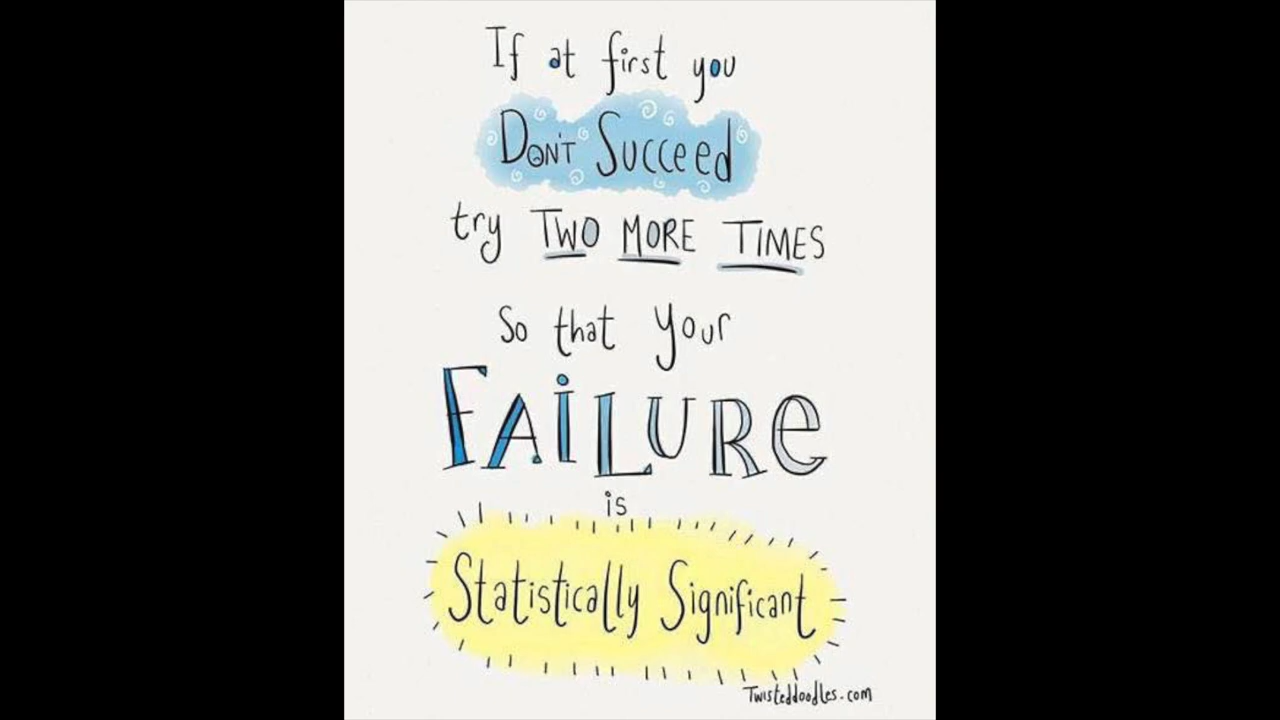 If at first you
DON'T Succeed
try TWO MORE TIMES
So that your
FAiLURe
is
Statistically Significant
Twisteddoodles.com